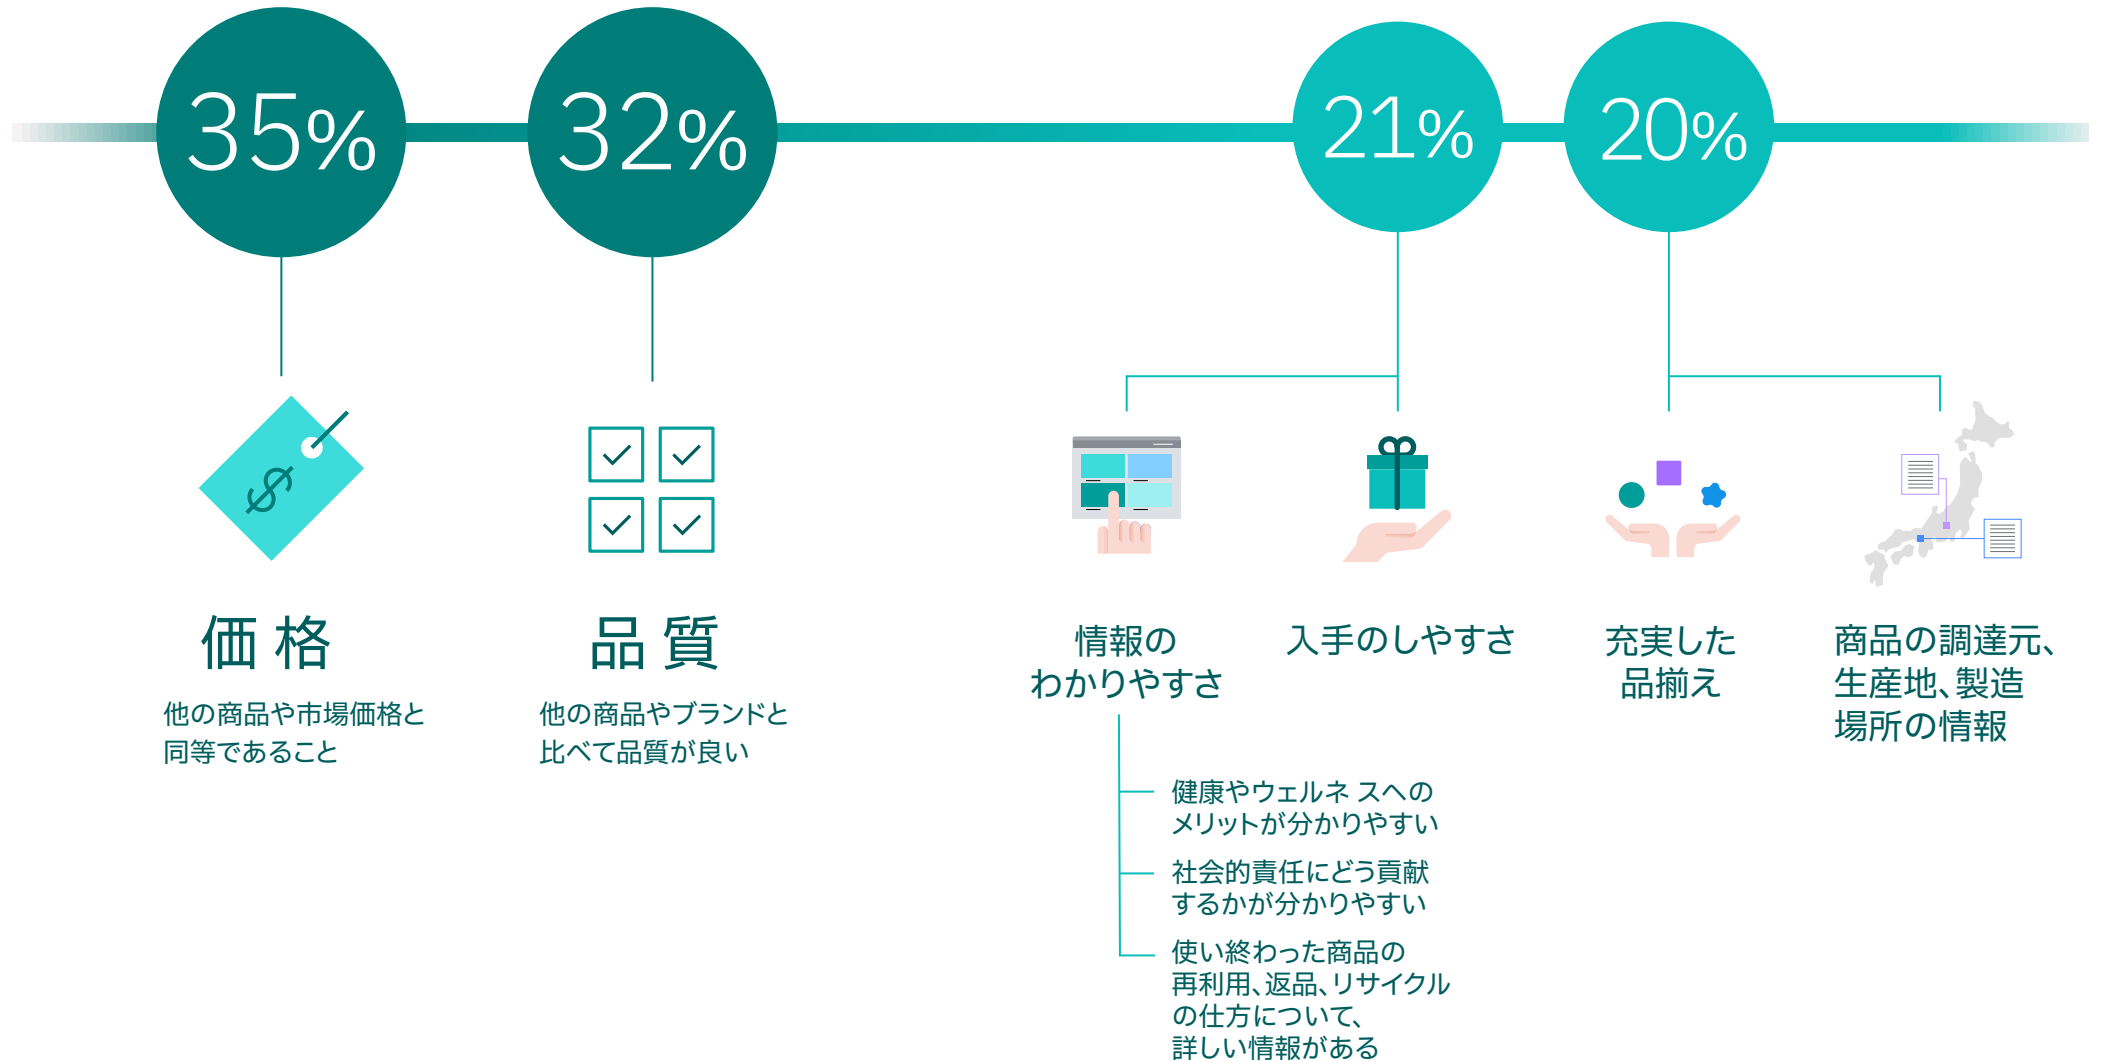 35%
32%
21%
20%
$
価格
他の商品や市場価格と
同等であること
品質
他の商品やブランドと
比べて品質が良い
情報の
わかりやすさ
健康やウェルネ スへの
メリットが分かりやすい
社会的責任にどう貢献
するかが分かりやすい
使い終わった商品の
再利用、返品、リサイクル
の仕方について、
詳しい情報がある
入手のしやすさ
充実した
品揃え
商品の調達元、
生産地、製造
場所の情報